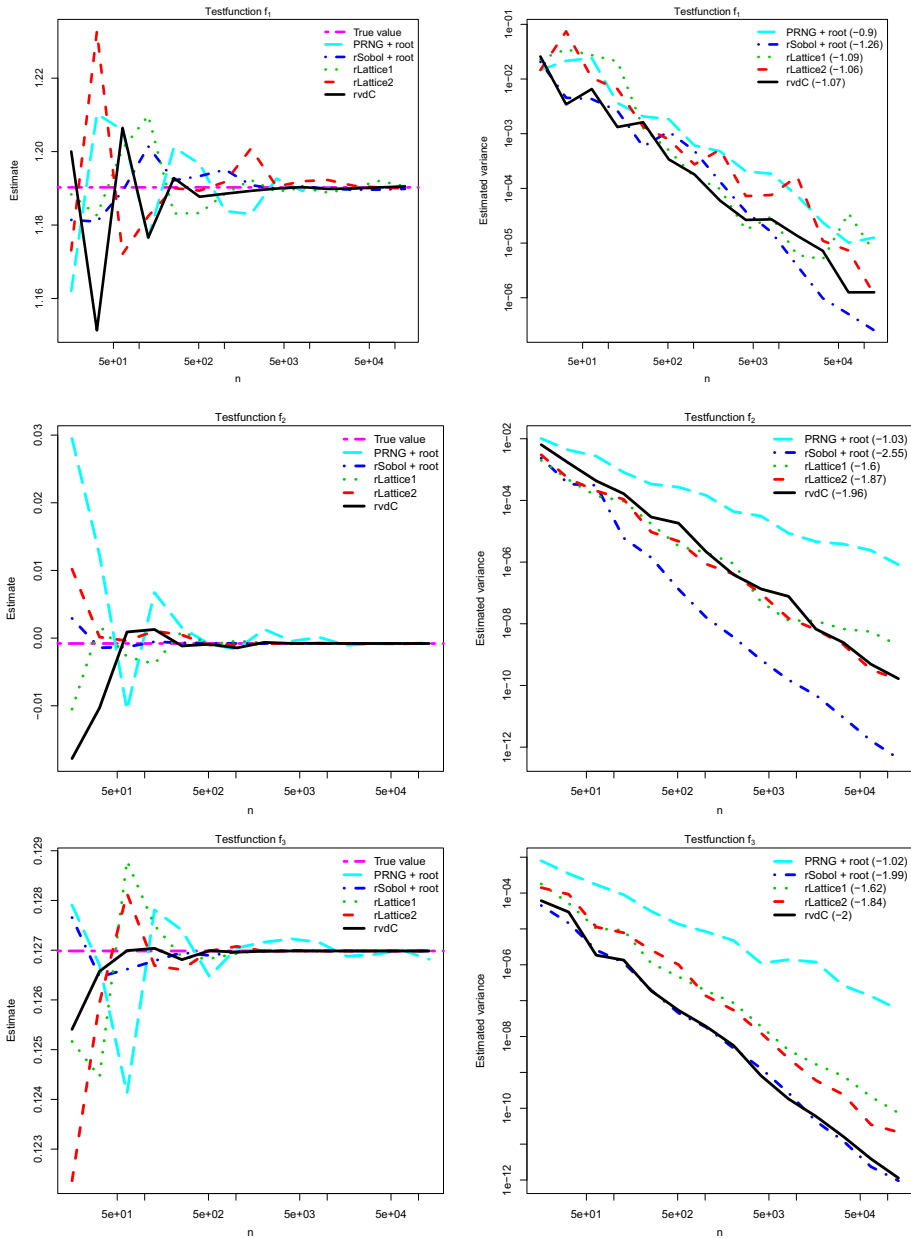 Testfunction f1
Estimate
1.16
1.18
1.20
1.22
True value
PRNG + root
rSobol + root
rLattice1
rLattice2
rvdC
5e+01
5e+02
5e+03
5e+04
n
Testfunction f1
Estimated variance
1e-06
1e-05
1e-04
1e-03
1e-02
1e-01
PRNG + root (−0.9)
rSobol + root (−1.26)
rLattice1 (−1.09)
rLattice2 (−1.06)
rvdC (−1.07)
5e+01
5e+02
5e+03
5e+04
n
Testfunction f2
Estimate
−0.01
0.00
0.01
0.02
0.03
True value
PRNG + root
rSobol + root
rLattice1
rLattice2
rvdC
5e+01
5e+02
5e+03
5e+04
n
Testfunction f2
Estimated variance
1e-12
1e-10
1e-08
1e-06
1e-04
1e-02
PRNG + root (−1.03)
rSobol + root (−2.55)
rLattice1 (−1.6)
rLattice2 (−1.87)
rvdC (−1.96)
5e+01
5e+02
5e+03
5e+04
n
Testfunction f3
Estimate
0.123
0.124
0.125
0.126
0.127
0.128
0.129
True value
PRNG + root
rSobol + root
rLattice1
rLattice2
rvdC
5e+01
5e+02
5e+03
5e+04
n
Testfunction f3
Estimated variance
1e-12
1e-10
1e-08
1e-06
1e-04
PRNG + root (−1.02)
rSobol + root (−1.99)
rLattice1 (−1.62)
rLattice2 (−1.84)
rvdC (−2)
5e+01
5e+02
5e+03
5e+04
n